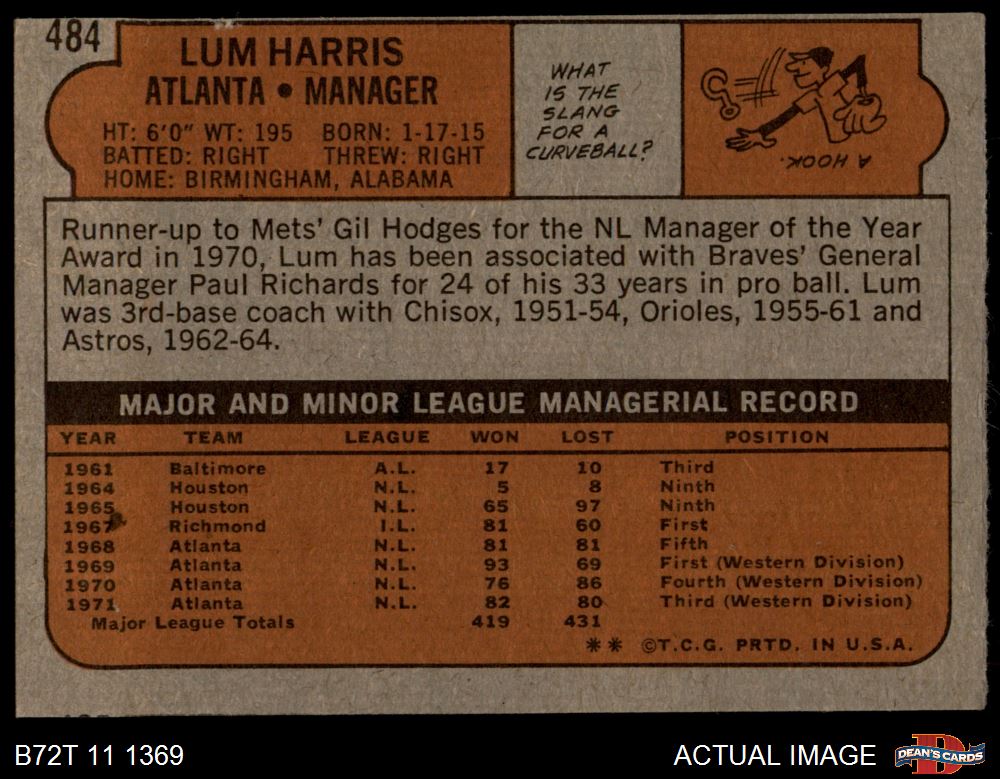 484
LUM HARRIS
ATLANTA • MANAGER
HT: 6'0" WT: 195 BORN: 1-17-15
BATTED: RIGHT THREW: RIGHT
HOME: BIRMINGHAM, ALABAMA
WHAT
IS THE
SLANG
FOR A
CURVEBALL?
A HOOK.
Runner-up to Mets' Gil Hodges for the NL Manager of the Year
Award in 1970, Lum has been associated with Braves' General
Manager Paul Richards for 24 of his 33 years in pro ball. Lum
was 3rd-base coach with Chisox, 1951-54, Orioles, 1955-61 and
Astros, 1962-64.
MAJOR AND MINOR LEAGUE MANAGERIAL RECORD
YEAR TEAM LEAGUE WON LOST POSITION
1961 Baltimore A.L. 17 10 Third
1964 Houston N.L. 5 8 Ninth
1965 Houston N.L. 65 97 Ninth
1967 Richmond I.L. 81 60 First
1968 Atlanta N.L. 81 81 Fifth
1969 Atlanta N.L. 93 69 First (Western Division)
1970 Atlanta N.L. 76 86 Fourth (Western Division)
1971 Atlanta N.L. 82 80 Third (Western Division)
Major League Totals 419 431
** ©T.C.G. PRTD. IN U.S.A.
B72T 11 1369
ACTUAL IMAGE
DEAN'S CARDS